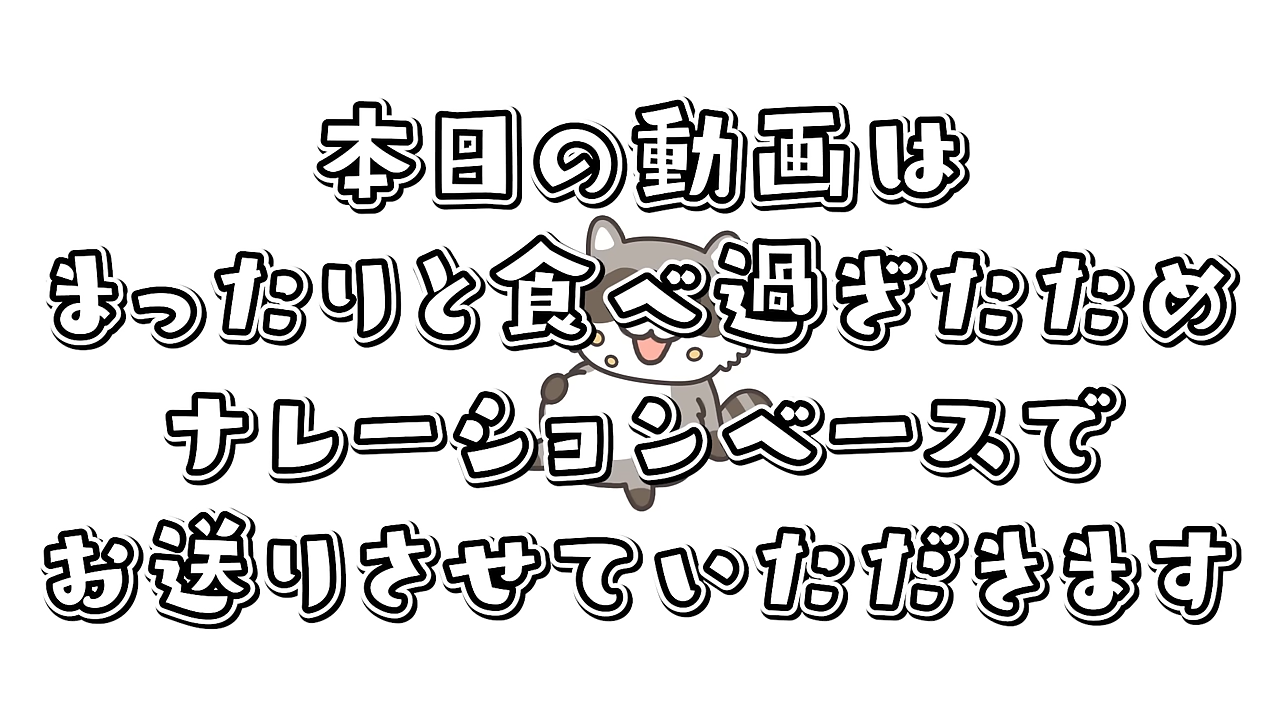 本日の動画は
まったりと食べ過ぎたため
ナレーションベースで
お送りさせていただきます